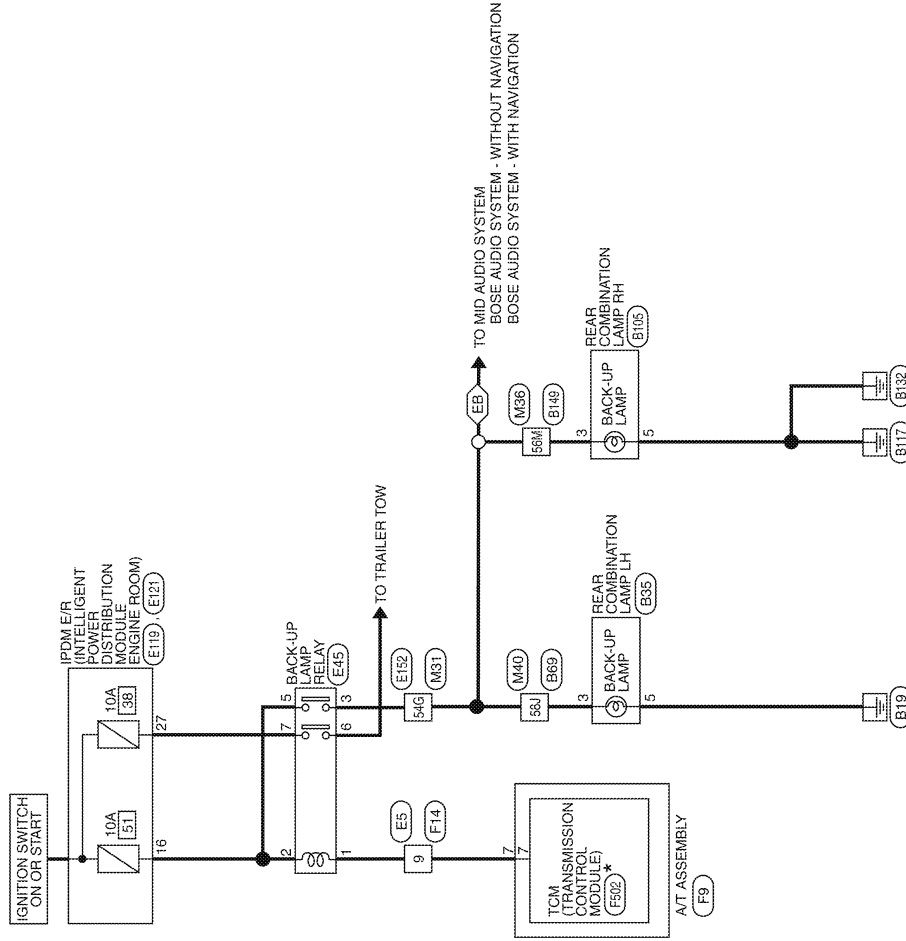 IGNITION SWITCH
ON OR START
IPDM E/R
(INTELLIGENT
POWER
DISTRIBUTION
MODULE
ENGINE ROOM)
E119 , E121
10A
51
10A
38
16
27
BACK-UP
LAMP
RELAY
E45
2
7
5
1
6
3
TO TRAILER TOW
9
E5
F14
54G
E152
M31
7
7
TCM
(TRANSMISSION
CONTROL
MODULE)
F502 *
A/T ASSEMBLY
F9
EB
TO MID AUDIO SYSTEM
BOSE AUDIO SYSTEM - WITHOUT NAVIGATION
BOSE AUDIO SYSTEM - WITH NAVIGATION
58J
M40
B69
56M
M36
B149
3
BACK-UP
LAMP
5
REAR
COMBINATION
LAMP LH
B35
3
BACK-UP
LAMP
5
REAR
COMBINATION
LAMP RH
B105
B19
B117
B132